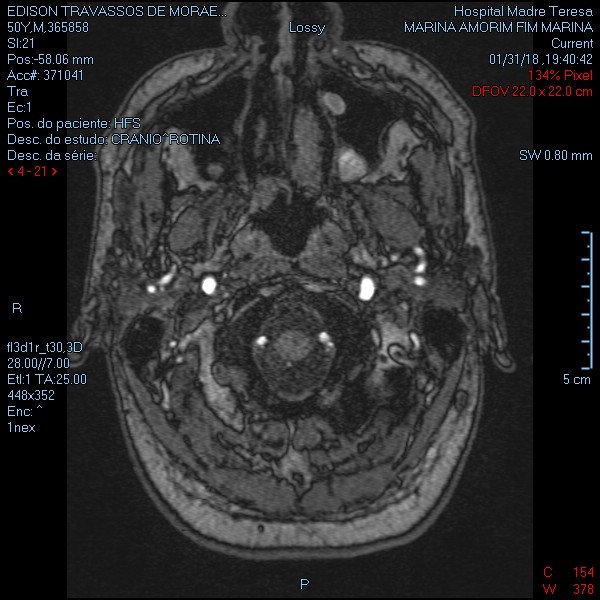 EDISON TRAVASSOS DE MORAE...
50Y,M,365858
Sl:21
Pos:-58.06 mm
Acc#: 371041
Tra
Ec:1
Pos. do paciente: HFS
Desc. do estudo: CRANIO^ROTINA
Desc. da série:
< 4 - 21 >
Lossy
Hospital Madre Teresa
MARINA AMORIM FIM MARINA
Current
01/31/18 ,19:40:42
134% Pixel
DFOV 22.0 x 22.0 cm
SW 0.80 mm
R
5 cm
fl3d1r_t30,3D
28.00//7.00
Etl:1 TA:25.00
448x352
Enc: ^
1nex
P
C 154
W 378